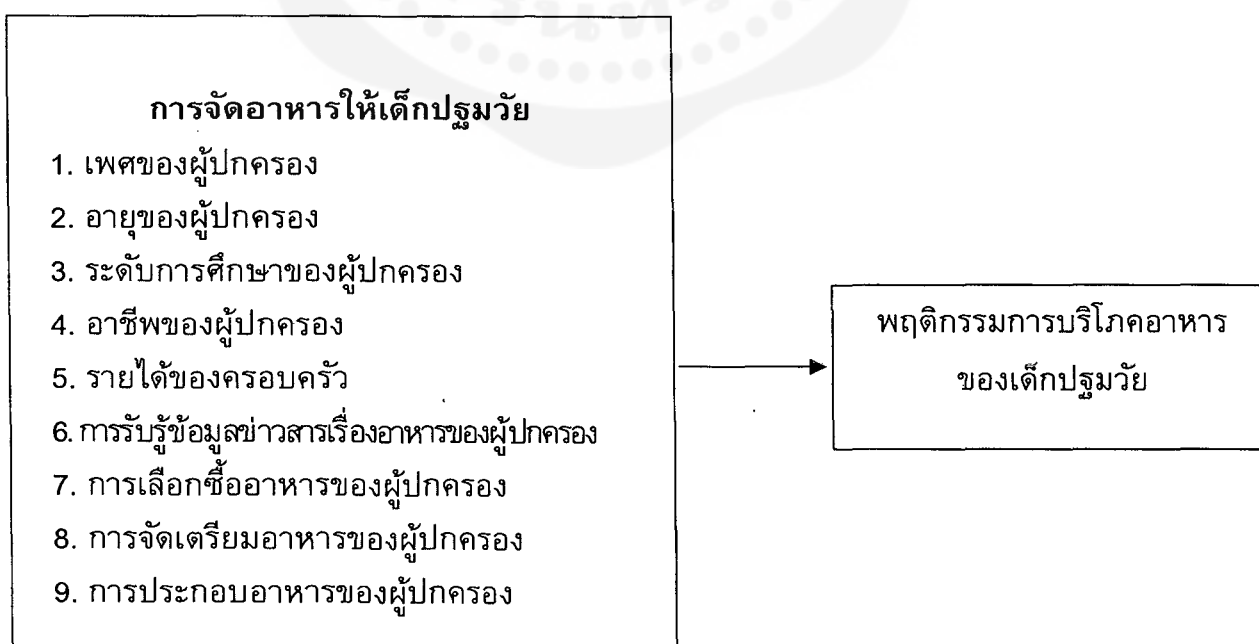 การจัดอาหารให้เด็กปฐมวัย
1. เพศของผู้ปกครอง
2. อายุของผู้ปกครอง
3. ระดับการศึกษาของผู้ปกครอง
4. อาชีพของผู้ปกครอง
5. รายได้ของครอบครัว
6. การรับรู้ข้อมูลข่าวสารเรื่องอาหารของผู้ปกครอง
7. การเลือกซื้ออาหารของผู้ปกครอง
8. การจัดเตรียมอาหารของผู้ปกครอง
9. การประกอบอาหารของผู้ปกครอง
พฤติกรรมการบริโภคอาหาร
ของเด็กปฐมวัย